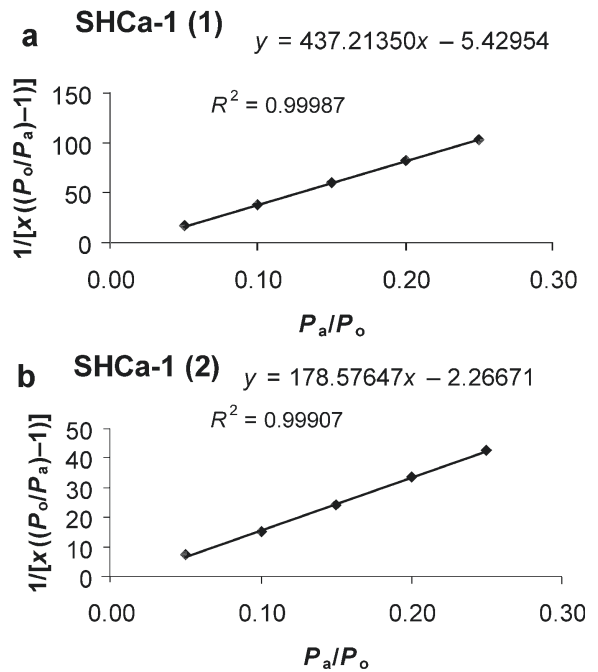 a SHCa-1 (1)
y = 437.21350x – 5.42954
R² = 0.99987
1/[x((Pₒ/Pₐ)–1)]
150
100
50
0
0.00 0.10 0.20 0.30
Pₐ/Pₒ
b SHCa-1 (2)
y = 178.57647x – 2.26671
R² = 0.99907
1/[x((Pₒ/Pₐ)–1)]
50
40
30
20
10
0
0.00 0.10 0.20 0.30
Pₐ/Pₒ